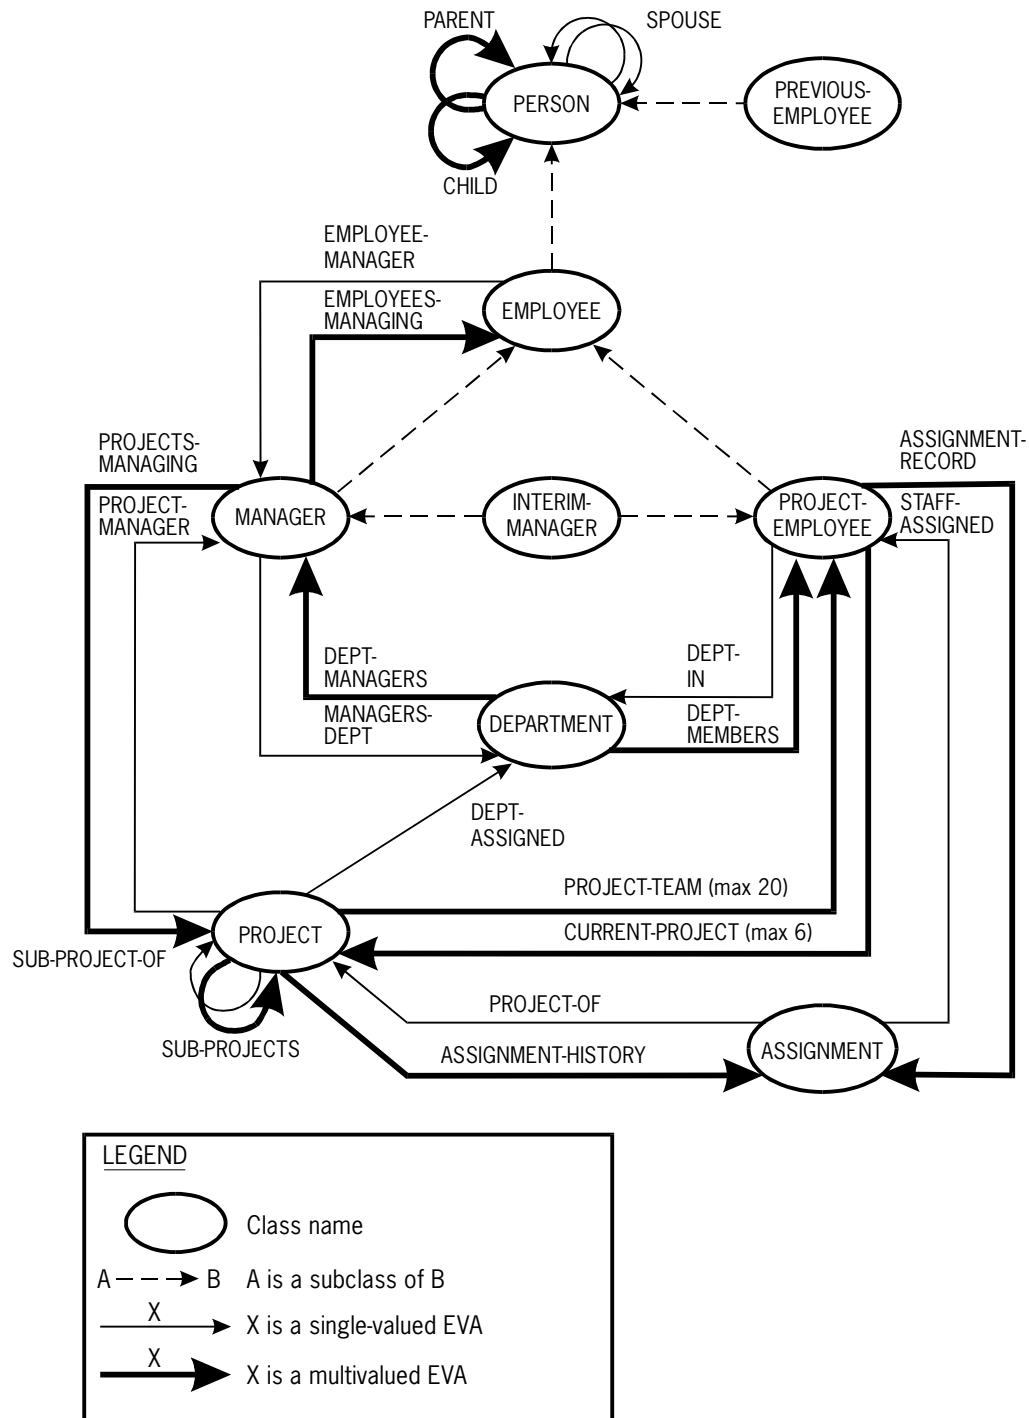 PARENT
SPOUSE
PERSON
PREVIOUS-
EMPLOYEE
CHILD
EMPLOYEE-
MANAGER
EMPLOYEES-
MANAGING
EMPLOYEE
PROJECTS-
MANAGING
PROJECT-
MANAGER
MANAGER
INTERIM-
MANAGER
PROJECT-
EMPLOYEE
ASSIGNMENT-
RECORD
STAFF-
ASSIGNED
DEPT-
MANAGERS
MANAGERS-
DEPT
DEPARTMENT
DEPT-
IN
DEPT-
MEMBERS
DEPT-
ASSIGNED
PROJECT-TEAM (max 20)
CURRENT-PROJECT (max 6)
PROJECT
SUB-PROJECT-OF
SUB-PROJECTS
PROJECT-OF
ASSIGNMENT-HISTORY
ASSIGNMENT
LEGEND
Class name
A B A is a subclass of B
X X is a single-valued EVA
X X is a multivalued EVA